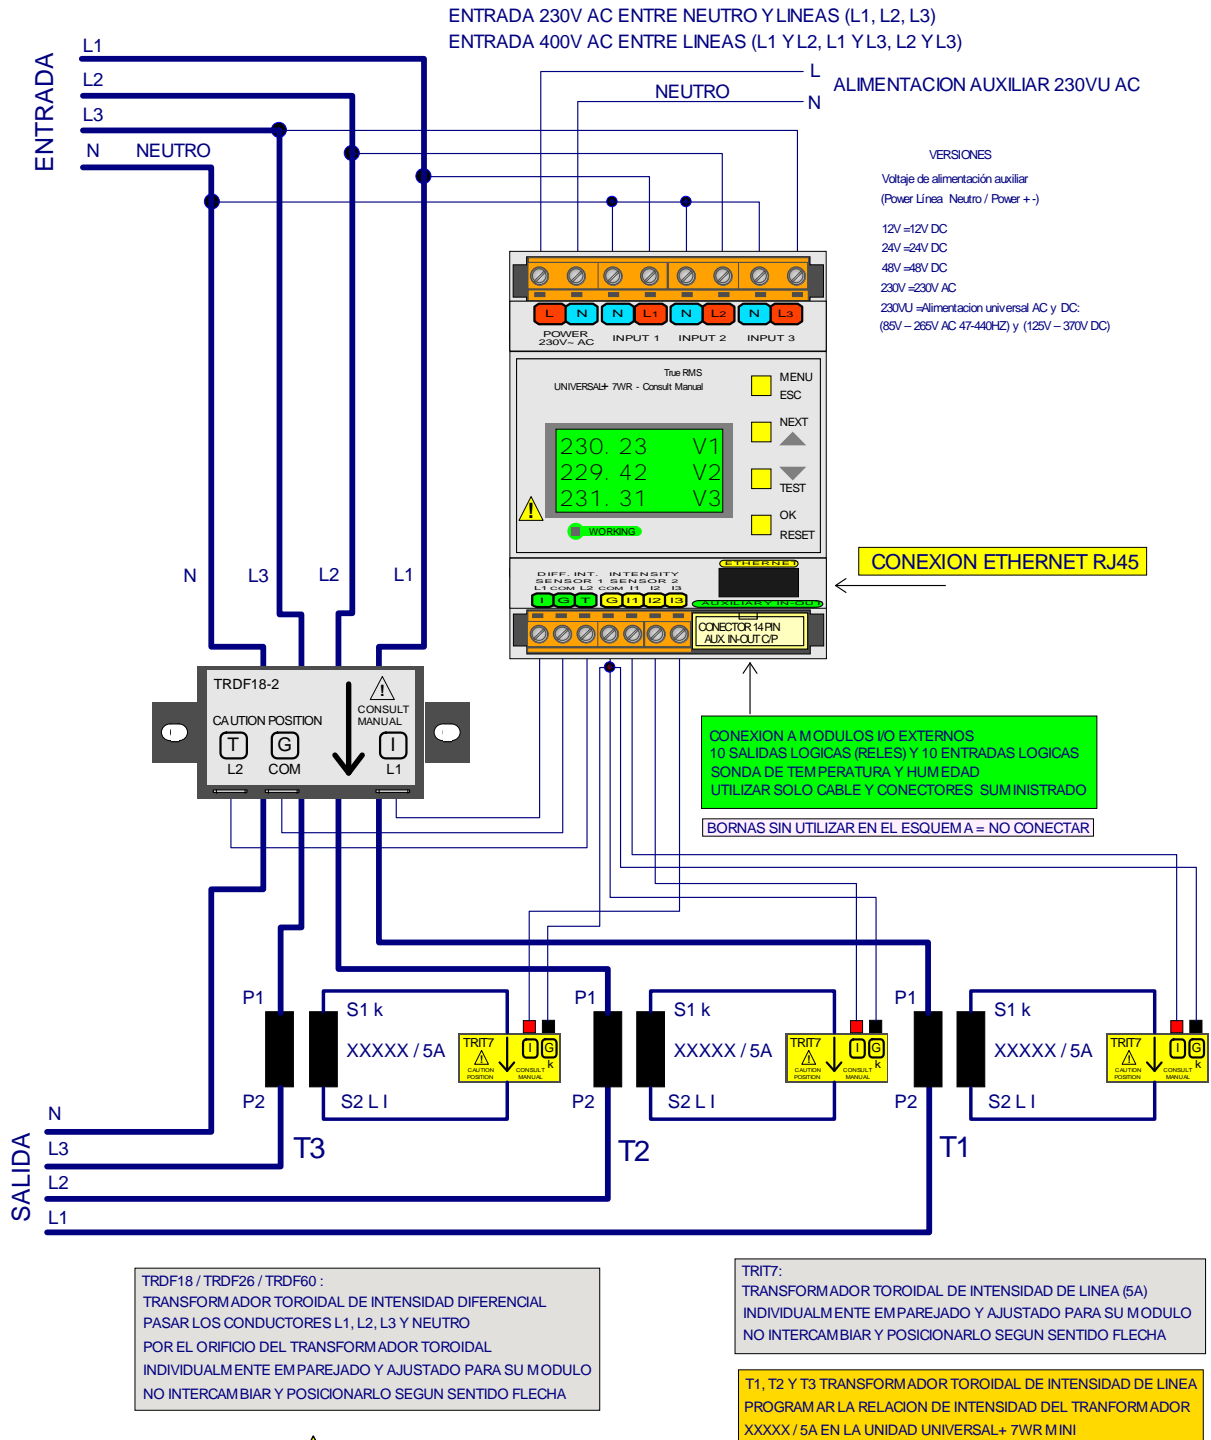 ENTRADA 230V AC ENTRE NEUTRO Y LINEAS (L1, L2, L3)
ENTRADA 400V AC ENTRE LINEAS (L1 Y L2, L1 Y L3, L2 Y L3)
ENTRADA
L1
L2
L3
N NEUTRO
L
NEUTRO
N
ALIMENTACION AUXILIAR 230VU AC
VERSIONES
Voltaje de alimentación auxiliar
(Power Línea Neutro / Power + -)
12V =12V DC
24V =24V DC
48V =48V DC
230V =230V AC
230VU =Alimentacion universal AC y DC:
(85V – 265V AC 47-440HZ) y (125V – 370V DC)
L N N L1 N L2 N L3
POWER
230V~ AC
INPUT 1 INPUT 2 INPUT 3
True RMS
UNIVERSAL+ 7WR - Consult Manual
MENU
ESC
NEXT
TEST
OK
RESET
230. 23 V1
229. 42 V2
231. 31 V3
!
WORKING
ETHERNET
CONEXION ETHERNET RJ45
DIFF. INT. INTENSITY
SENSOR 1 SENSOR 2
L1 COM L2 COM I1 I2 I3
I G T G I1 I2 I3
AUXILIARY IN-OUT
CONECTOR 14 PIN
AUX. IN-OUT C/P
N L3 L2 L1
TRDF18-2
!
CONSULT
MANUAL
CAUTION POSITION
T G I
L2 COM L1
CONEXION A MODULOS I/O EXTERNOS
10 SALIDAS LOGICAS (RELES) Y 10 ENTRADAS LOGICAS
SONDA DE TEMPERATURA Y HUMEDAD
UTILIZAR SOLO CABLE Y CONECTORES SUMINISTRADO
BORNAS SIN UTILIZAR EN EL ESQUEMA = NO CONECTAR
P1
S1 k
XXXXX / 5A
TRIT7
!
CAUTION
POSITION
I G
k
CONSULT
MANUAL
P2
S2 L I
T3
P1
S1 k
XXXXX / 5A
TRIT7
!
CAUTION
POSITION
I G
k
CONSULT
MANUAL
P2
S2 L I
T2
P1
S1 k
XXXXX / 5A
TRIT7
!
CAUTION
POSITION
I G
k
CONSULT
MANUAL
P2
S2 L I
T1
SALIDA
N
L3
L2
L1
TRDF18 / TRDF26 / TRDF60 :
TRANSFORMADOR TOROIDAL DE INTENSIDAD DIFERENCIAL
PASAR LOS CONDUCTORES L1, L2, L3 Y NEUTRO
POR EL ORIFICIO DEL TRANSFORMADOR TOROIDAL
INDIVIDUALMENTE EMPAREJADO Y AJUSTADO PARA SU MODULO
NO INTERCAMBIAR Y POSICIONARLO SEGUN SENTIDO FLECHA
TRIT7:
TRANSFORMADOR TOROIDAL DE INTENSIDAD DE LINEA (5A)
INDIVIDUALMENTE EMPAREJADO Y AJUSTADO PARA SU MODULO
NO INTERCAMBIAR Y POSICIONARLO SEGUN SENTIDO FLECHA
T1, T2 Y T3 TRANSFORMADOR TOROIDAL DE INTENSIDAD DE LINEA
PROGRAMAR LA RELACION DE INTENSIDAD DEL TRANFORMADOR
XXXXX / 5A EN LA UNIDAD UNIVERSAL+ 7WR MINI